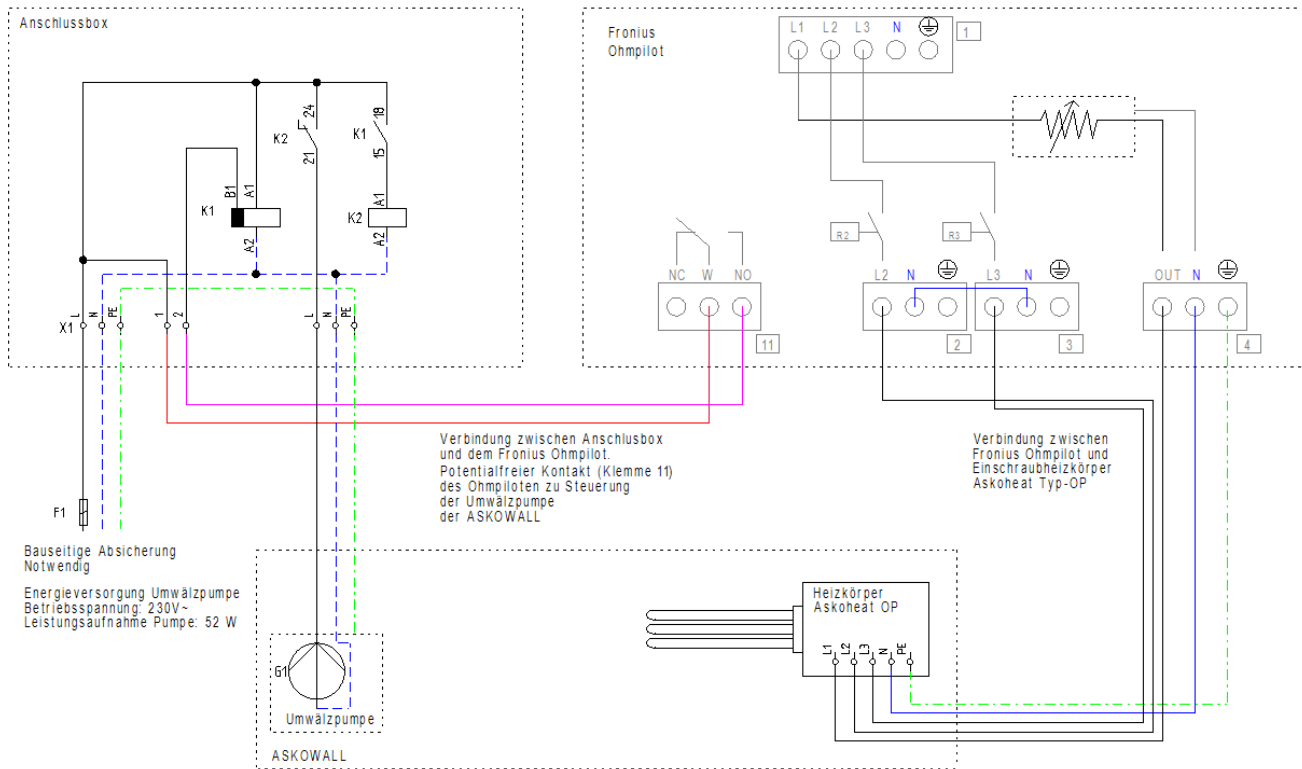 Anschlussbox
Fronius
Ohmpilot
L1 L2 L3 N
1
24
18
K2
K1
21
15
B1
A1
A1
K1
K2
A2
A2
R2
R3
NC W NO
L2 N
L3 N
OUT N
11
2
3
4
X1
L
N
PE
1
2
L
N
PE
Verbindung zwischen Anschlusbox
und dem Fronius Ohmpilot.
Potentialfreier Kontakt (Klemme 11)
des Ohmpiloten zu Steuerung
der Umwälzpumpe
der ASKOWALL
Verbindung zwischen
Fronius Ohmpilot und
Einschraubheizkörper
Askoheat Typ-OP
F1
Bauseitige Absicherung
Notwendig
Energieversorgung Umwälzpumpe
Betriebsspannung: 230V~
Leistungsaufnahme Pumpe: 52 W
Heizkörper
Askoheat OP
L1
L2
L3
N
PE
G1
Umwälzpumpe
ASKOWALL